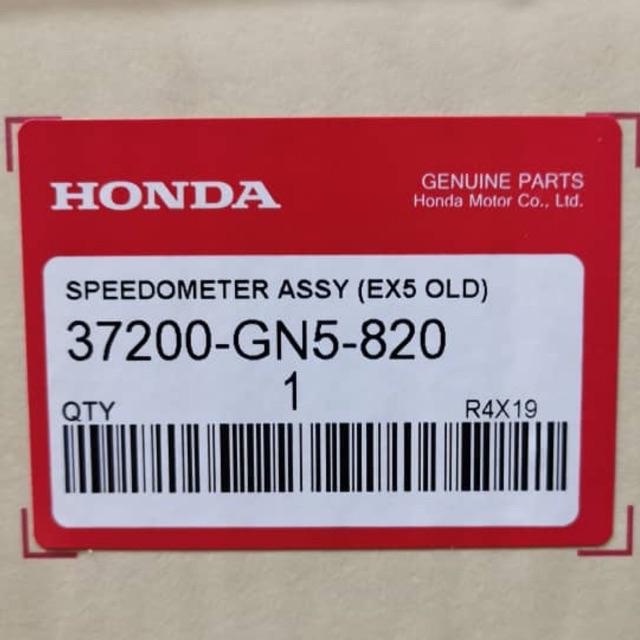 HONDA
GENUINE PARTS
Honda Motor Co., Ltd.
SPEEDOMETER ASSY (EX5 OLD)
37200-GN5-820
1
QTY
R4X19